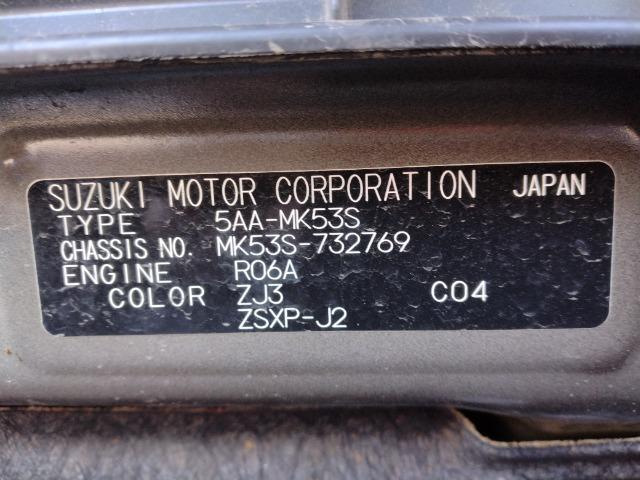 SUZUKI MOTOR CORPORATION JAPAN
TYPE 5AA-MK53S
CHASSIS NO. MK53S-732769
ENGINE R06A
COLOR ZJ3 C04
ZSXP-J2